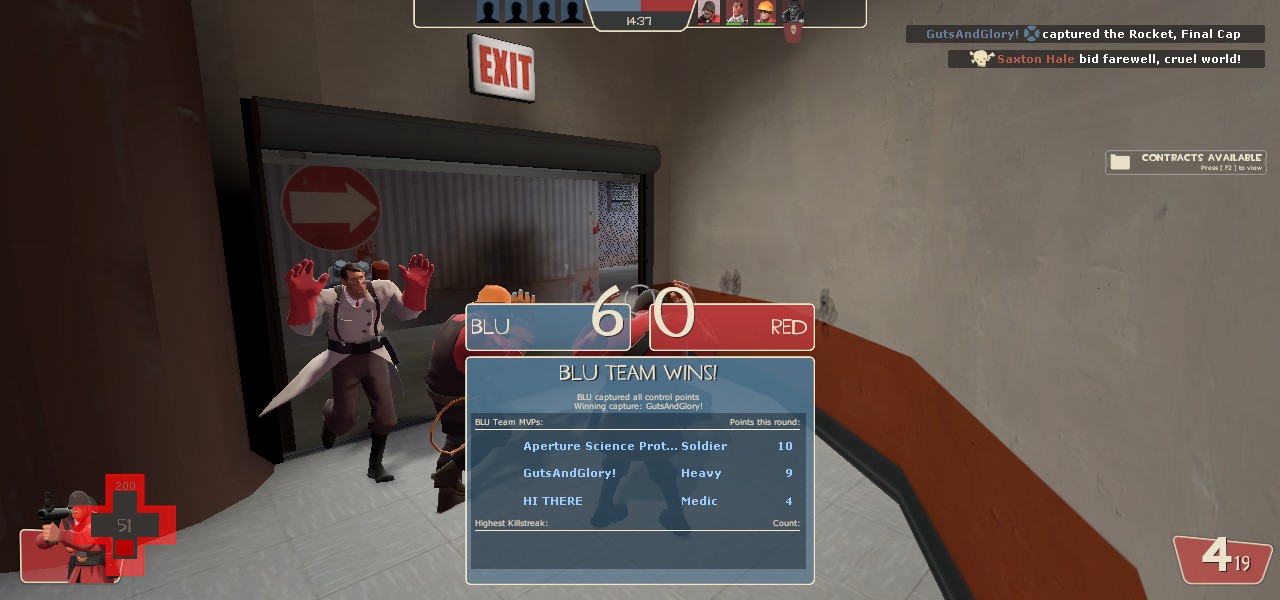 14:37
GutsAndGlory! captured the Rocket, Final Cap
Saxton Hale bid farewell, cruel world!
EXIT
CONTRACTS AVAILABLE
Press [ F2 ] to view
BLU 6 0 RED
BLU TEAM WINS!
BLU captured all control points
Winning capture: GutsAndGlory!
BLU Team MVPs: Points this round:
Aperture Science Prot... Soldier 10
GutsAndGlory! Heavy 9
HI THERE Medic 4
Highest Killstreak: Count:
200
51
4 19